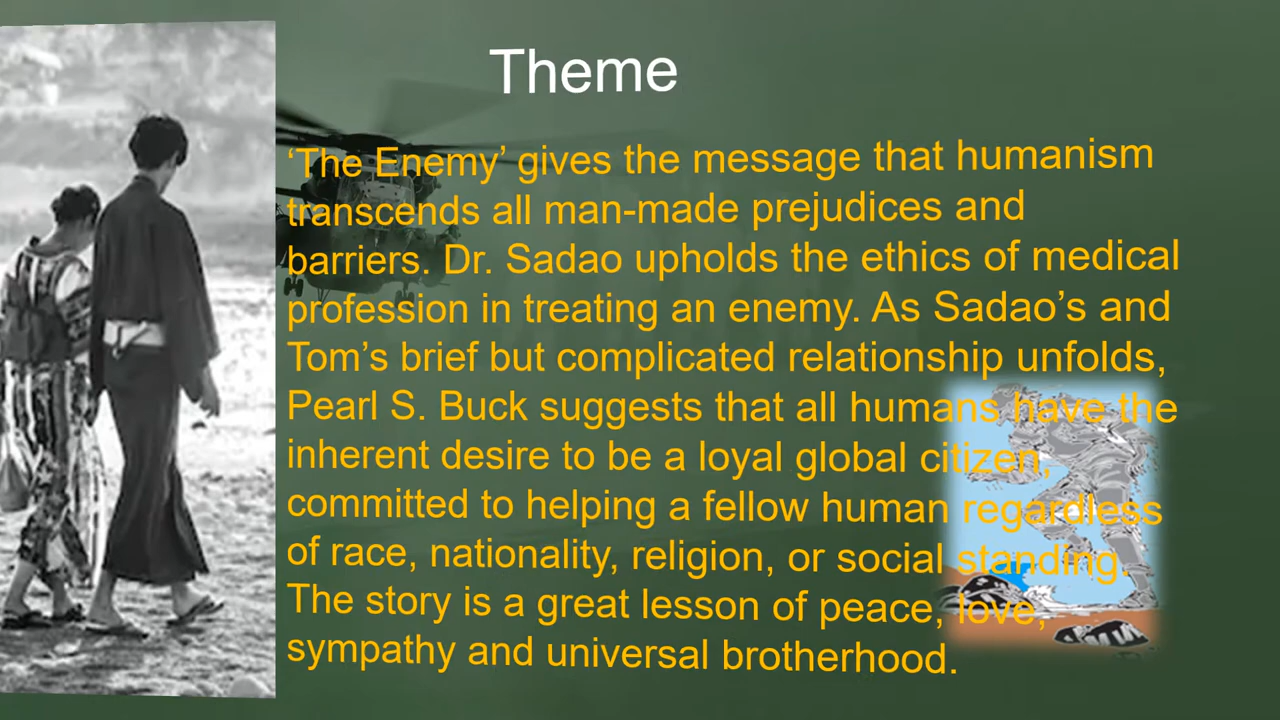 Theme
‘The Enemy’ gives the message that humanism
transcends all man-made prejudices and
barriers. Dr. Sadao upholds the ethics of medical
profession in treating an enemy. As Sadao’s and
Tom’s brief but complicated relationship unfolds,
Pearl S. Buck suggests that all humans have the
inherent desire to be a loyal global citizen,
committed to helping a fellow human regardless
of race, nationality, religion, or social standing.
The story is a great lesson of peace, love,
sympathy and universal brotherhood.